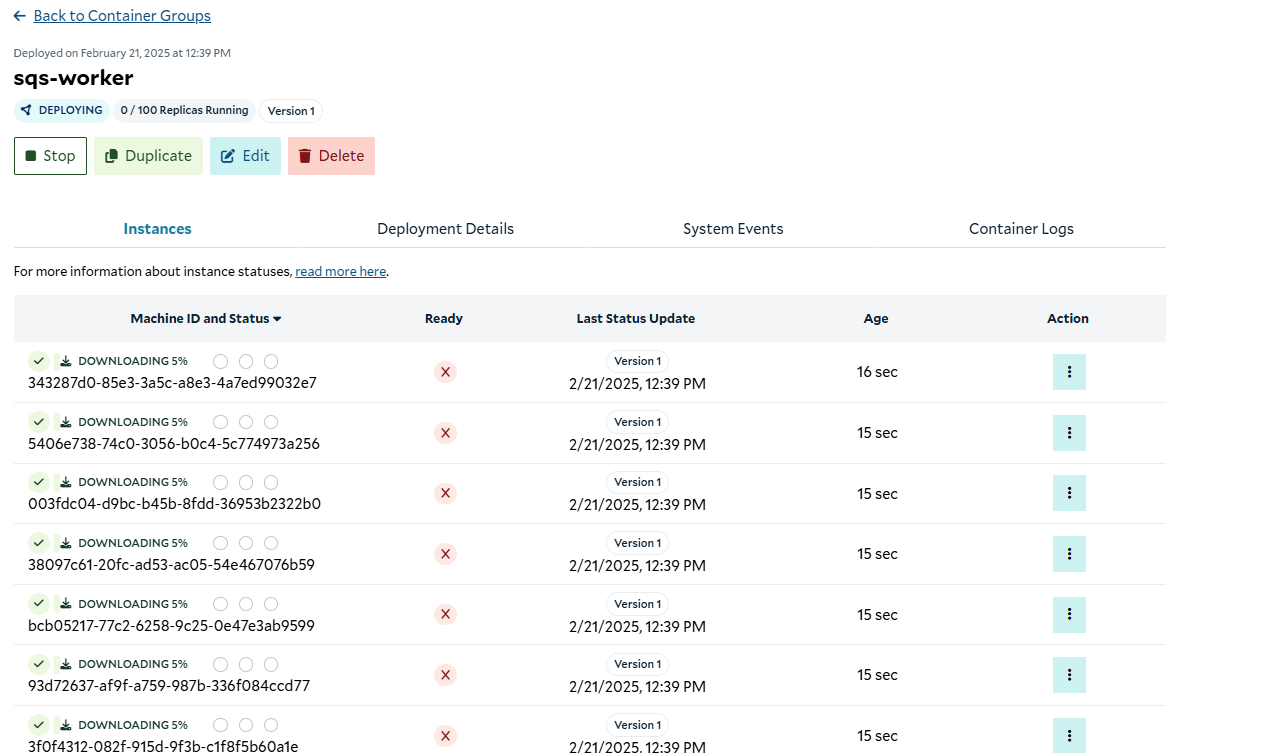 Back to Container Groups
Deployed on February 21, 2025 at 12:39 PM
sqs-worker
DEPLOYING 0 / 100 Replicas Running Version 1
Stop Duplicate Edit Delete
Instances Deployment Details System Events Container Logs
For more information about instance statuses, read more here.
Machine ID and Status Ready Last Status Update Age Action
DOWNLOADING 5% Version 1
343287d0-85e3-3a5c-a8e3-4a7ed99032e7 X 2/21/2025, 12:39 PM 16 sec
DOWNLOADING 5% Version 1
5406e738-74c0-3056-b0c4-5c774973a256 X 2/21/2025, 12:39 PM 15 sec
DOWNLOADING 5% Version 1
003fdc04-d9bc-b45b-8fdd-36953b2322b0 X 2/21/2025, 12:39 PM 15 sec
DOWNLOADING 5% Version 1
38097c61-20fc-ad53-ac05-54e467076b59 X 2/21/2025, 12:39 PM 15 sec
DOWNLOADING 5% Version 1
bcb05217-77c2-6258-9c25-0e47e3ab9599 X 2/21/2025, 12:39 PM 15 sec
DOWNLOADING 5% Version 1
93d72637-af9f-a759-987b-336f084ccd77 X 2/21/2025, 12:39 PM 15 sec
DOWNLOADING 5% Version 1
3f0f4312-082f-915d-9f3b-c1f8f5b60a1e X 2/21/2025, 12:39 PM 15 sec